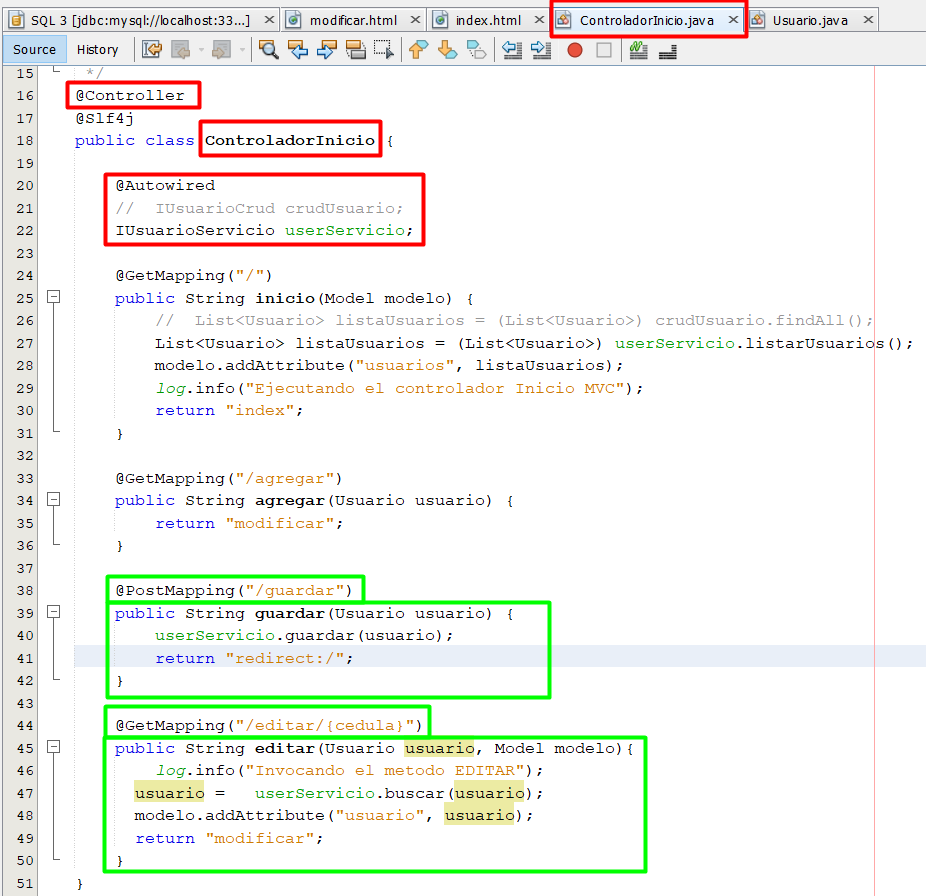 SQL 3 [jdbc:mysql://localhost:33...] modificar.html index.html ControladorInicio.java Usuario.java
Source History
15 */
16 @Controller
17 @Slf4j
18 public class ControladorInicio {
19
20 @Autowired
21 //  IUsuarioCrud crudUsuario;
22 IUsuarioServicio userServicio;
23
24 @GetMapping("/")
25 public String inicio(Model modelo) {
26 //  List<Usuario> listaUsuarios = (List<Usuario>) crudUsuario.findAll();
27 List<Usuario> listaUsuarios = (List<Usuario>) userServicio.listarUsuarios();
28 modelo.addAttribute("usuarios", listaUsuarios);
29 log.info("Ejecutando el controlador Inicio MVC");
30 return "index";
31 }
32
33 @GetMapping("/agregar")
34 public String agregar(Usuario usuario) {
35 return "modificar";
36 }
37
38 @PostMapping("/guardar")
39 public String guardar(Usuario usuario) {
40 userServicio.guardar(usuario);
41 return "redirect:/";
42 }
43
44 @GetMapping("/editar/{cedula}")
45 public String editar(Usuario usuario, Model modelo){
46 log.info("Invocando el metodo EDITAR");
47 usuario =   userServicio.buscar(usuario);
48 modelo.addAttribute("usuario", usuario);
49 return "modificar";
50 }
51 }